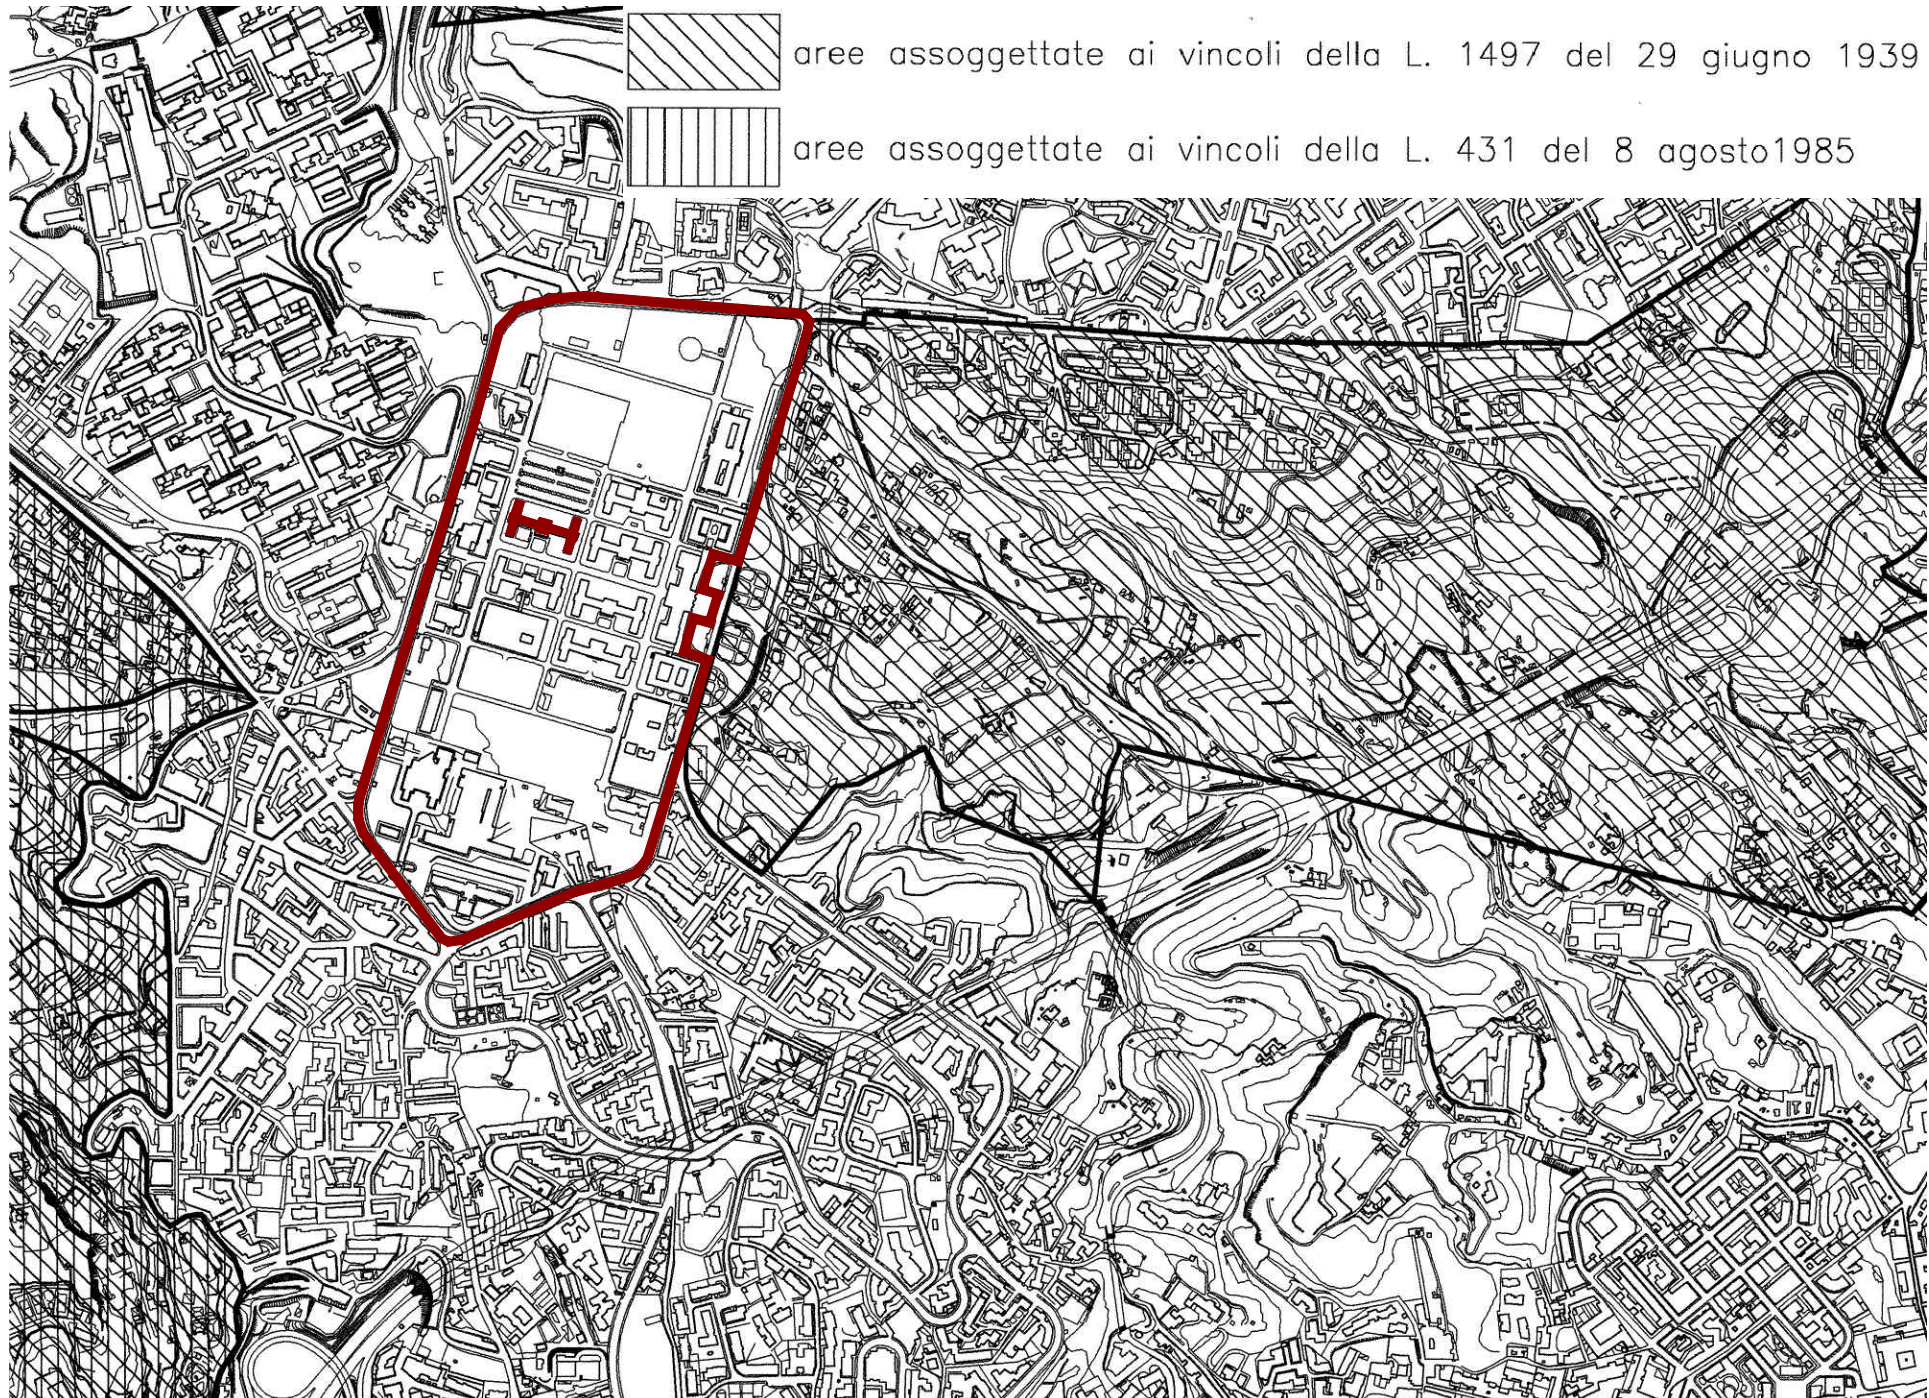 aree assoggettate ai vincoli della L. 1497 del 29 giugno 1939
aree assoggettate ai vincoli della L. 431 del 8 agosto1985